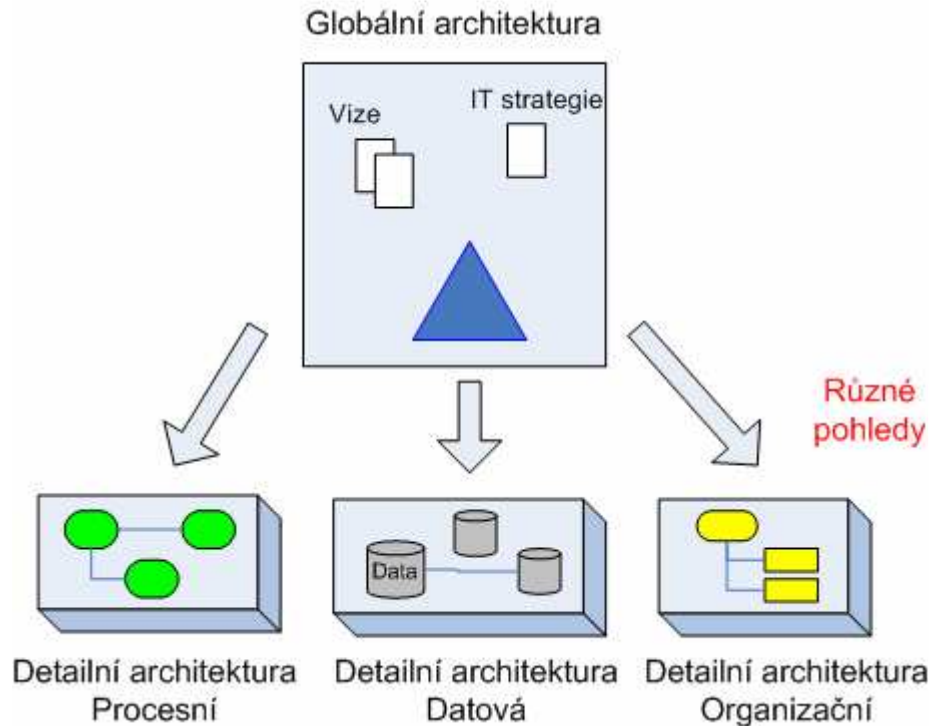 Globální architektura
Vize
IT strategie
Různé
pohledy
Data
Detailní architektura
Procesní
Detailní architektura
Datová
Detailní architektura
Organizační